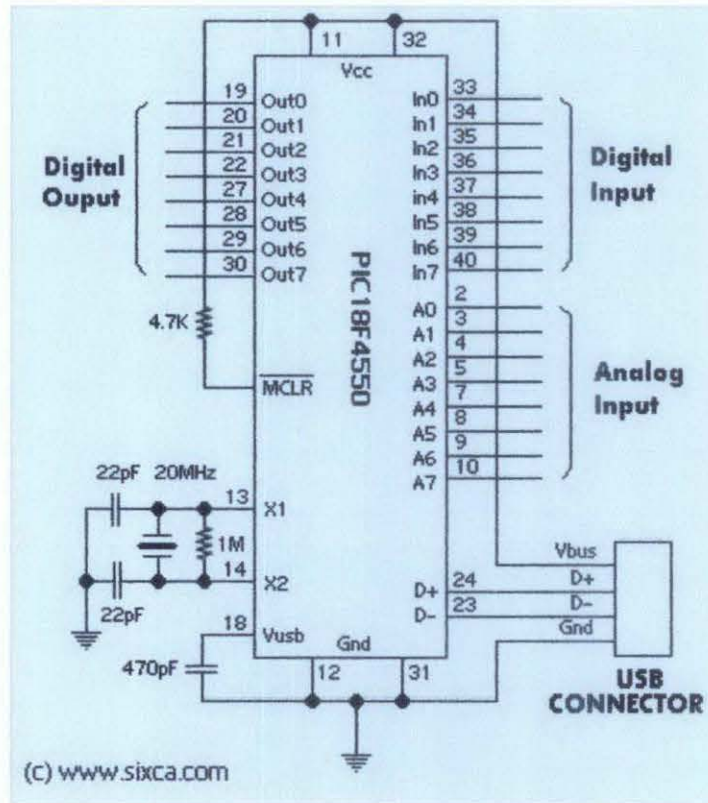 11
32
Vcc
19 Out0
20 Out1
21 Out2
22 Out3
27 Out4
28 Out5
29 Out6
30 Out7
Digital
Ouput
33 In0
34 In1
35 In2
36 In3
37 in4
38 In5
39 In6
40 In7
Digital
Input
PIC18F4550
2 A0
3 A1
4 A2
5 A3
7 A4
8 A5
9 A6
10 A7
Analog
Input
4.7K
MCLR
22pF 20MHz
13 X1
1M
14 X2
22pF
18 Vusb
470pF
Gnd
12
31
24 D+
23 D-
Vbus
D+
D-
Gnd
USB
CONNECTOR
(c) www.sixca.com